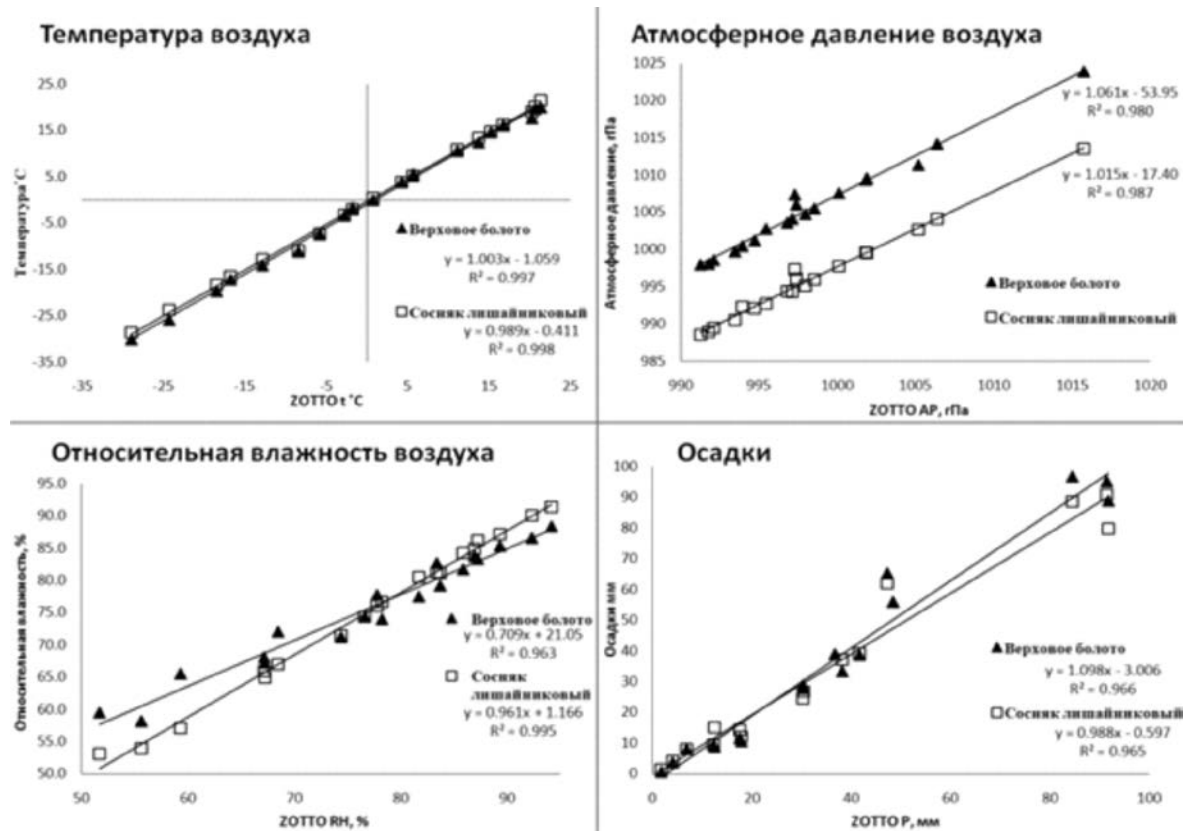 Температура воздуха
25.0
15.0
5.0
-5.0
-15.0
-25.0
-35.0
Температура˚C
-35
-25
-15
-5
5
15
25
ZOTTO t ˚C
Верховое болото
y = 1.003x - 1.059
R² = 0.997
Сосняк лишайниковый
y = 0.989x - 0.411
R² = 0.998
Атмосферное давление воздуха
1025
1020
1015
1010
1005
1000
995
990
985
Атмосферное давление, гПа
990
995
1000
1005
1010
1015
1020
ZOTTO AP, гПа
y = 1.061x - 53.95
R² = 0.980
y = 1.015x - 17.40
R² = 0.987
Верховое болото
Сосняк лишайниковый
Относительная влажность воздуха
95.0
90.0
85.0
80.0
75.0
70.0
65.0
60.0
55.0
50.0
Относительная влажность, %
50
60
70
80
90
ZOTTO RH, %
Верховое болото
y = 0.709x + 21.05
R² = 0.963
Сосняк
лишайниковый
y = 0.961x + 1.166
R² = 0.995
Осадки
100
90
80
70
60
50
40
30
20
10
0
Осадки мм
0
20
40
60
80
100
ZOTTO P, мм
Верховое болото
y = 1.098x - 3.006
R² = 0.966
Сосняк лишайниковый
y = 0.988x - 0.597
R² = 0.965